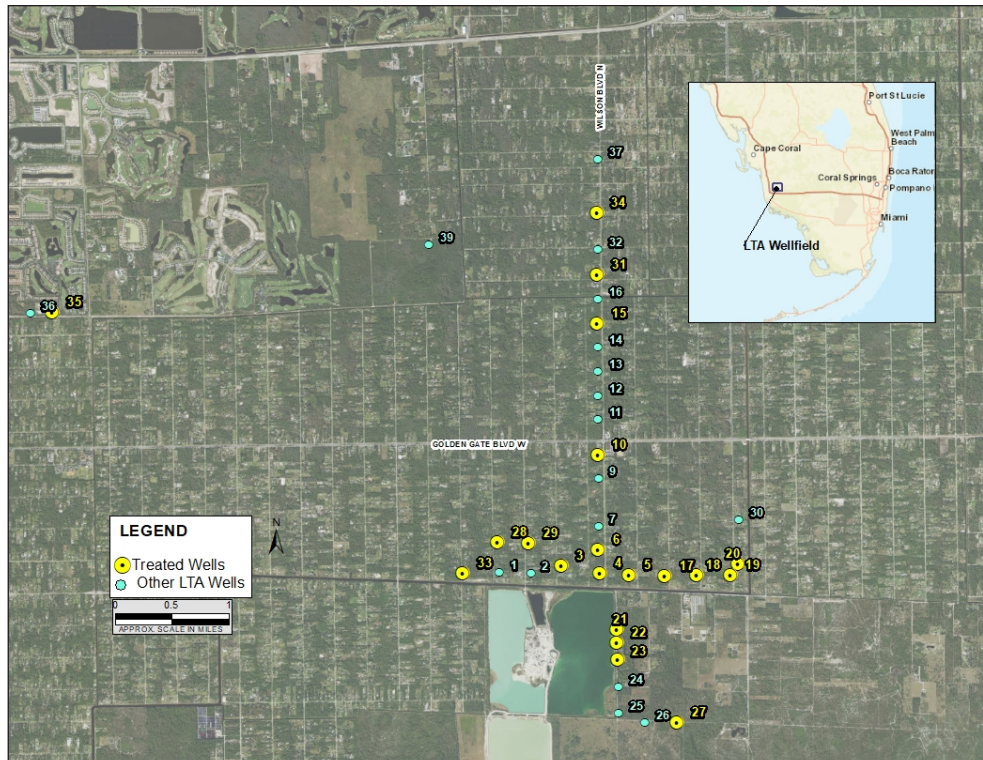 WILSON BLVD N
Port St Lucie
West Palm
Beach
Cape Coral
Boca Raton
Coral Springs
Pompano
Miami
LTA Wellfield
37
34
39
32
31
36
35
16
15
14
13
12
11
GOLDEN GATE BLVD W
10
9
30
7
28
29
6
3
20
33
1
2
4
5
17
18
19
N
LEGEND
Treated Wells
Other LTA Wells
0 0.5 1
APPROX. SCALE IN MILES
21
22
23
24
25
26
27